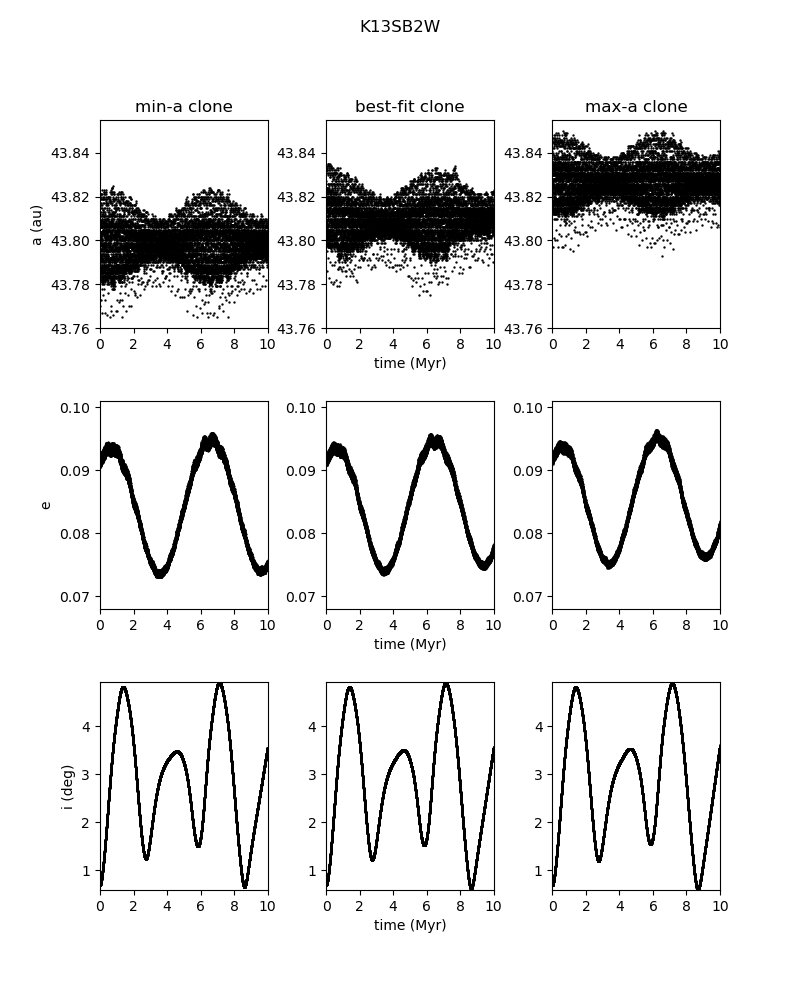 K13SB2W
min-a clone best-fit clone max-a clone
43.84 43.84 43.84
43.82 43.82 43.82
a (au)
43.80 43.80 43.80
43.78 43.78 43.78
43.76 43.76 43.76
0 2 4 6 8 10 0 2 4 6 8 10 0 2 4 6 8 10
time (Myr)
0.10 0.10 0.10
0.09 0.09 0.09
e
0.08 0.08 0.08
0.07 0.07 0.07
0 2 4 6 8 10 0 2 4 6 8 10 0 2 4 6 8 10
time (Myr)
4 4 4
3 3 3
i (deg)
2 2 2
1 1 1
0 2 4 6 8 10 0 2 4 6 8 10 0 2 4 6 8 10
time (Myr)